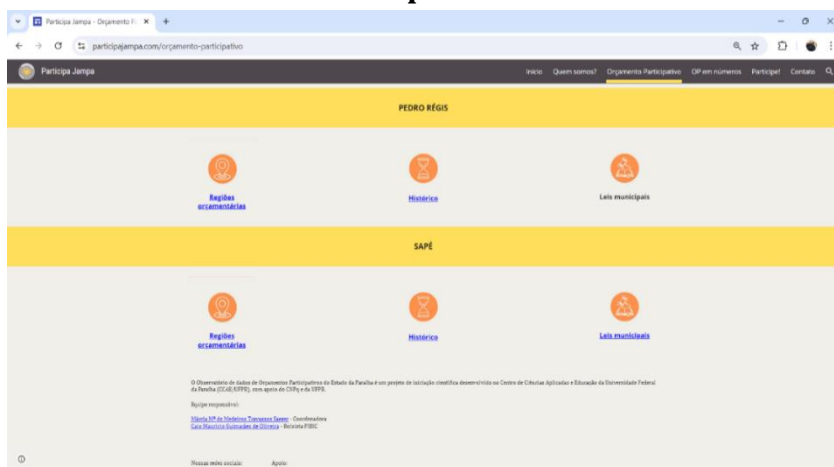 Participa Jampa - Orçamento Pa
participajampa.com/orçamento-participativo
Participa Jampa
Início Quem somos? Orçamento Participativo OP em números Participe! Contato
PEDRO RÉGIS
Regiões
orçamentárias
Histórico
Leis municipais
SAPÉ
Regiões
orçamentárias
Histórico
Leis municipais
O Observatório de dados de Orçamentos Participativos do Estado da Paraíba é um projeto de iniciação científica desenvolvido no Centro de Ciências Aplicadas e Educação da Universidade Federal
da Paraíba (CCAE/UFPB), com apoio do CNPq e da UFPB.
Equipe responsável:
Márcia Mª de Medeiros Travassos Saeger - Coordenadora
Caio Maurício Guimarães de Oliveira - Bolsista PIBIC
Nossas redes sociais: Apoio: